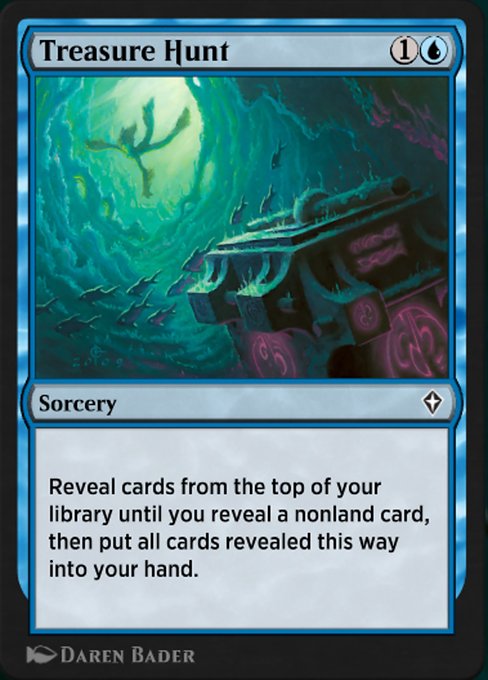 Treasure Hunt 1
Sorcery
Reveal cards from the top of your
library until you reveal a nonland card,
then put all cards revealed this way
into your hand.
DAREN BADER